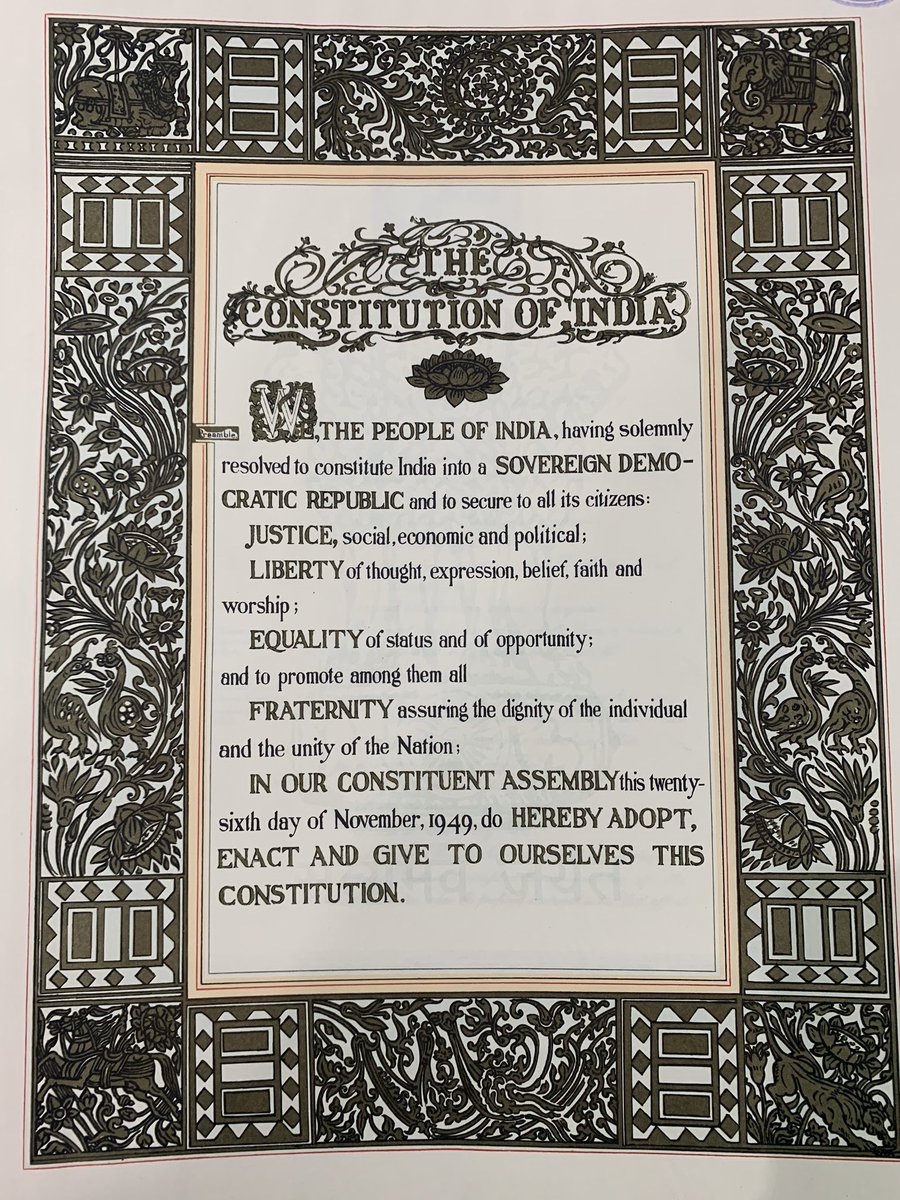 THE
CONSTITUTION OF INDIA
Preamble
WE, THE PEOPLE OF INDIA, having solemnly
resolved to constitute India into a SOVEREIGN DEMO-
CRATIC REPUBLIC and to secure to all its citizens:
JUSTICE, social, economic and political;
LIBERTY of thought, expression, belief, faith and
worship;
EQUALITY of status and of opportunity;
and to promote among them all
FRATERNITY assuring the dignity of the individual
and the unity of the Nation;
IN OUR CONSTITUENT ASSEMBLY this twenty-
sixth day of November, 1949, do HEREBY ADOPT,
ENACT AND GIVE TO OURSELVES THIS
CONSTITUTION.